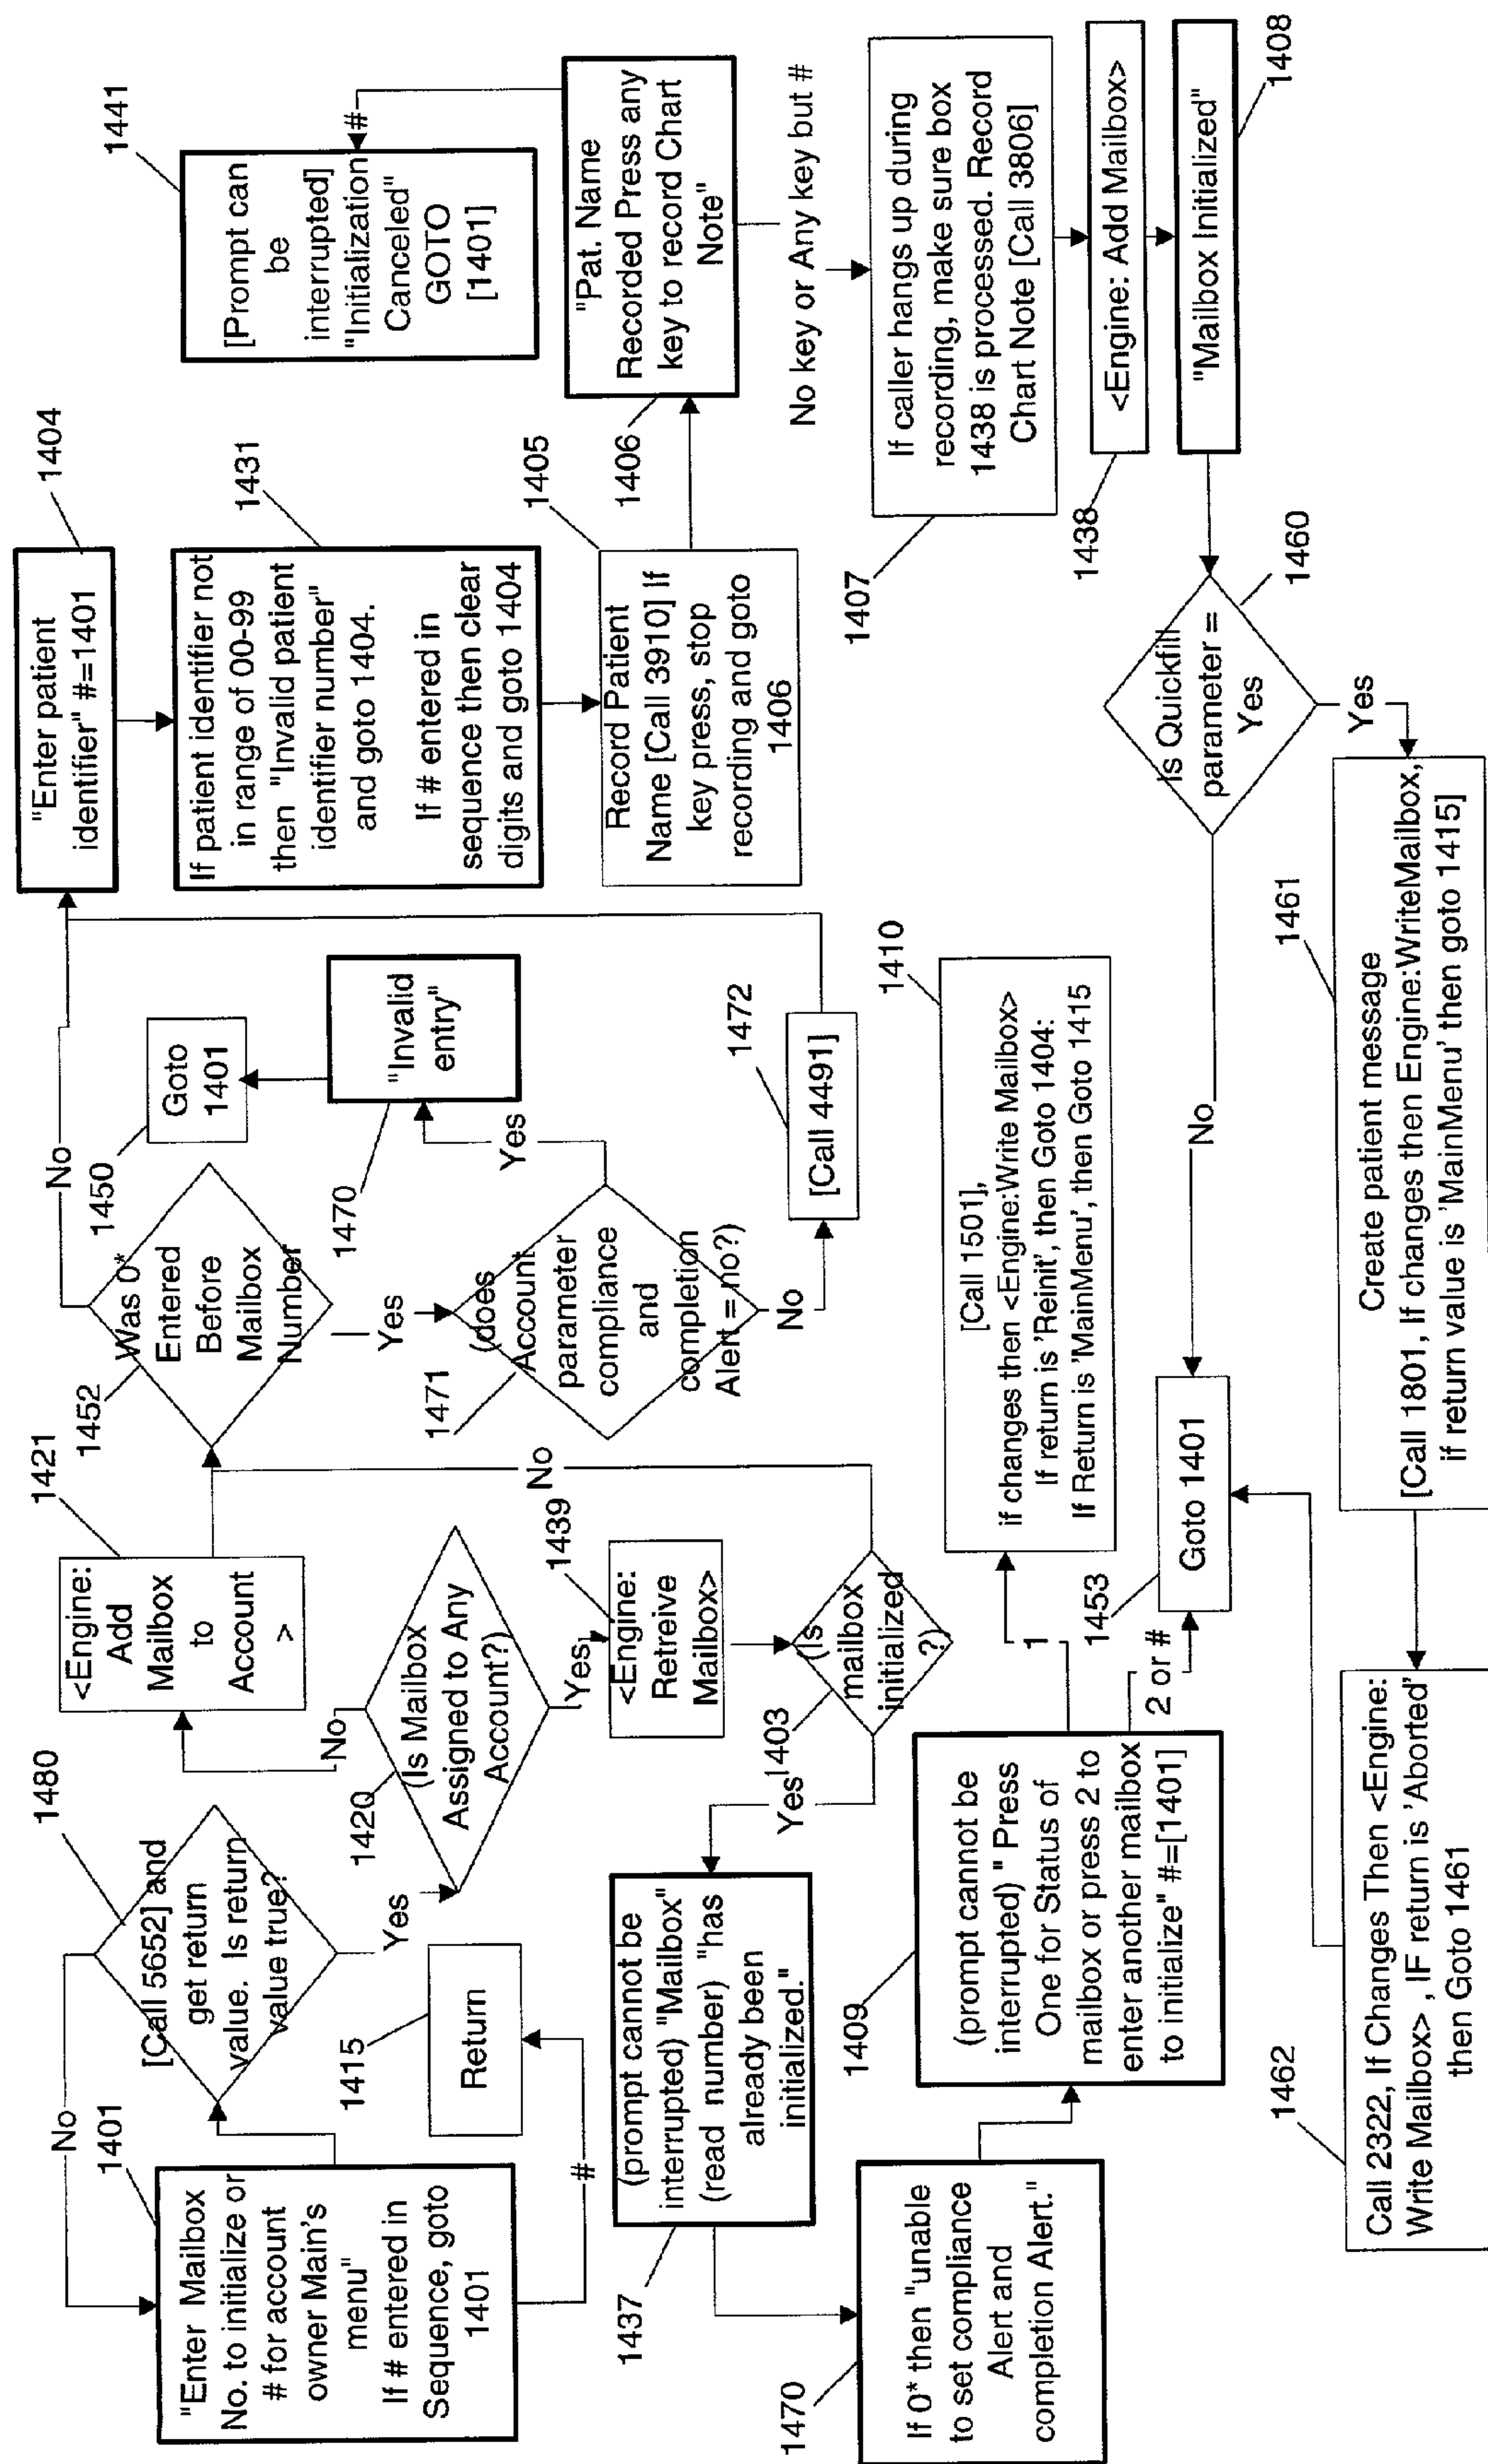 "Enter Mailbox
No. to initialize or
# for account
owner Main's
menu"
If # entered in
Sequence, goto
1401
1401
No
[Call 5652] and
get return
value. Is return
value true?
1480
Yes
#
Return
1415
(Is Mailbox
Assigned to Any
Account?)
1420
No
Yes
<Engine:
Add
Mailbox
to
Account
>
1421
<Engine:
Retreive
Mailbox>
1439
(Is
mailbox
initialized
?)
1403
No
Yes
(prompt cannot be
interrupted) "Mailbox"
(read number) "has
already been
initialized."
1437
If 0* then "unable
to set compliance
Alert and
completion Alert."
1470
(prompt cannot be
interrupted) " Press
One for Status of
mailbox or press 2 to
enter another mailbox
to initialize" #=[1401]
1409
1
2 or #
[Call 1501],
if changes then <Engine:Write Mailbox>
If return is 'Reinit', then Goto 1404:
If Return is 'MainMenu', then Goto 1415
1410
Goto 1401
1453
Was 0*
Entered
Before
Mailbox
Number
1452
No
Yes
(does
Account
parameter
compliance
and
completion
Alert = no?)
1471
Yes
No
"Invalid
entry"
1470
Goto
1401
1450
[Call 4491]
1472
"Enter patient
identifier" #=1401
1404
If patient identifier not
in range of 00-99
then "Invalid patient
identifier number"
and goto 1404.
If # entered in
sequence then clear
digits and goto 1404
1431
Record Patient
Name [Call 3910] If
key press, stop
recording and goto
1406
1405
"Pat. Name
Recorded Press any
key to record Chart
Note"
1406
#
[Prompt can
be
interrupted]
"Initialization
Canceled"
GOTO
[1401]
1441
No key or Any key but #
If caller hangs up during
recording, make sure box
1438 is processed. Record
Chart Note [Call 3806]
1407
<Engine: Add Mailbox>
1438
"Mailbox Initialized"
1408
Is Quickfill
parameter =
Yes
1460
No
Yes
Create patient message
[Call 1801, If changes then Engine:WriteMailbox,
if return value is 'MainMenu' then goto 1415]
1461
Call 2322, If Changes Then <Engine:
Write Mailbox> , IF return is 'Aborted'
then Goto 1461
1462